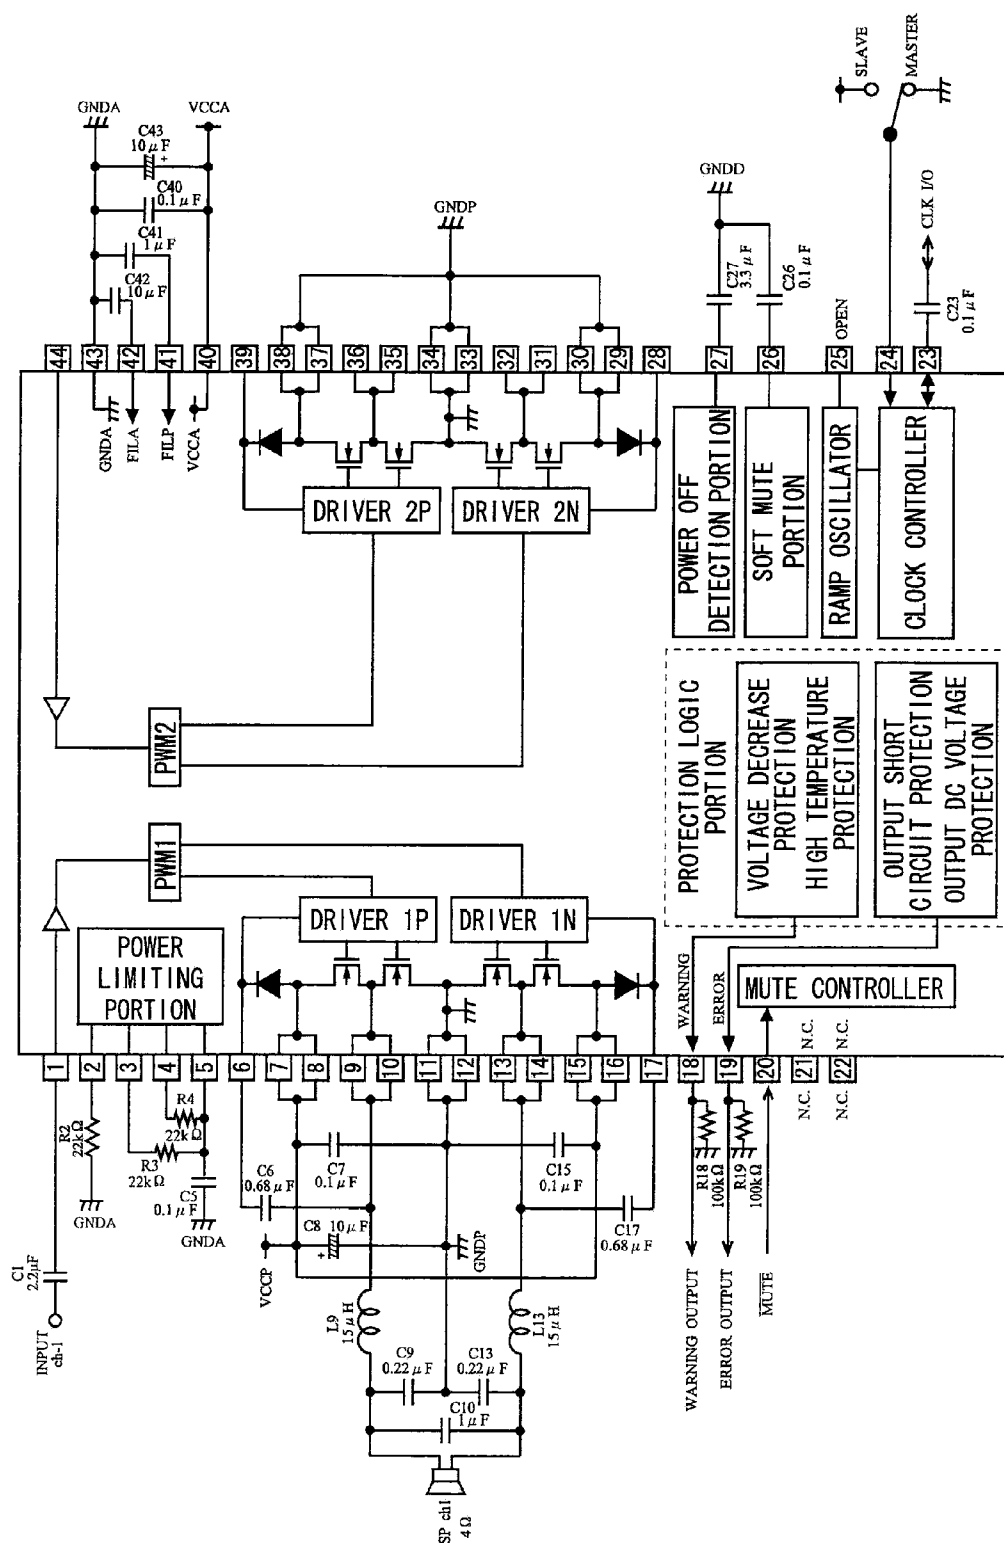 GNDA
VCCA
C43
10μF
+
C40
0.1μF
C41
1μF
C42
10μF
GNDP
GNDD
C27
3.3μF
C26
0.1μF
OPEN
SLAVE
MASTER
CLK I/O
C23
0.1μF
44
43
42
41
40
39
38
37
36
35
34
33
32
31
30
29
28
27
26
25
24
23
GNDA
FILA
FILP
VCCA
DRIVER 2P
DRIVER 2N
POWER OFF
DETECTION PORTION
SOFT MUTE
PORTION
RAMP OSCILLATOR
CLOCK CONTROLLER
PWM2
PWM1
PROTECTION LOGIC
PORTION
VOLTAGE DECREASE
PROTECTION
HIGH TEMPERATURE
PROTECTION
OUTPUT SHORT
CIRCUIT PROTECTION
OUTPUT DC VOLTAGE
PROTECTION
POWER
LIMITING
PORTION
DRIVER 1P
DRIVER 1N
WARNING
ERROR
MUTE CONTROLLER
N.C.
N.C.
1
2
3
4
5
6
7
8
9
10
11
12
13
14
15
16
17
18
19
20
21
22
N.C.
N.C.
R2
22kΩ
GNDA
R4
22kΩ
R3
22kΩ
C5
0.1μF
GNDA
C1
2.2μF
INPUT
ch-1
C6
0.68μF
C7
0.1μF
C15
0.1μF
C17
0.68μF
C8
10μF
+
VCCP
GNDP
L9
15μH
L13
15μH
C9
0.22μF
C13
0.22μF
C10
1μF
SP ch1
4Ω
R18
100kΩ
R19
100kΩ
WARNING OUTPUT
ERROR OUTPUT
M̅U̅T̅E̅